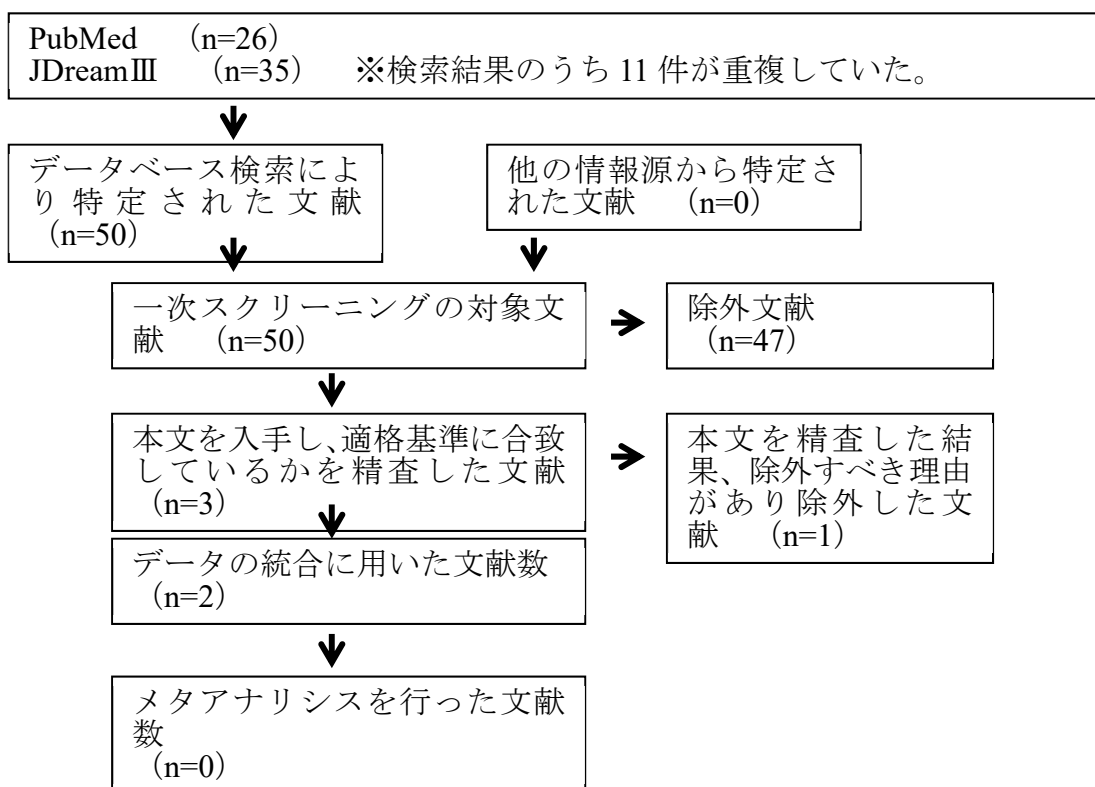 PubMed (n=26)
JDreamⅢ (n=35) ※検索結果のうち 11 件が重複していた。
データベース検索によ
り特定された文献
(n=50)
他の情報源から特定さ
れた文献 (n=0)
一次スクリーニングの対象文
献 (n=50)
除外文献
(n=47)
本文を入手し、適格基準に合致
しているかを精査した文献
(n=3)
本文を精査した結
果、除外すべき理由
があり除外した文
献 (n=1)
データの統合に用いた文献数
(n=2)
メタアナリシスを行った文献
数
(n=0)